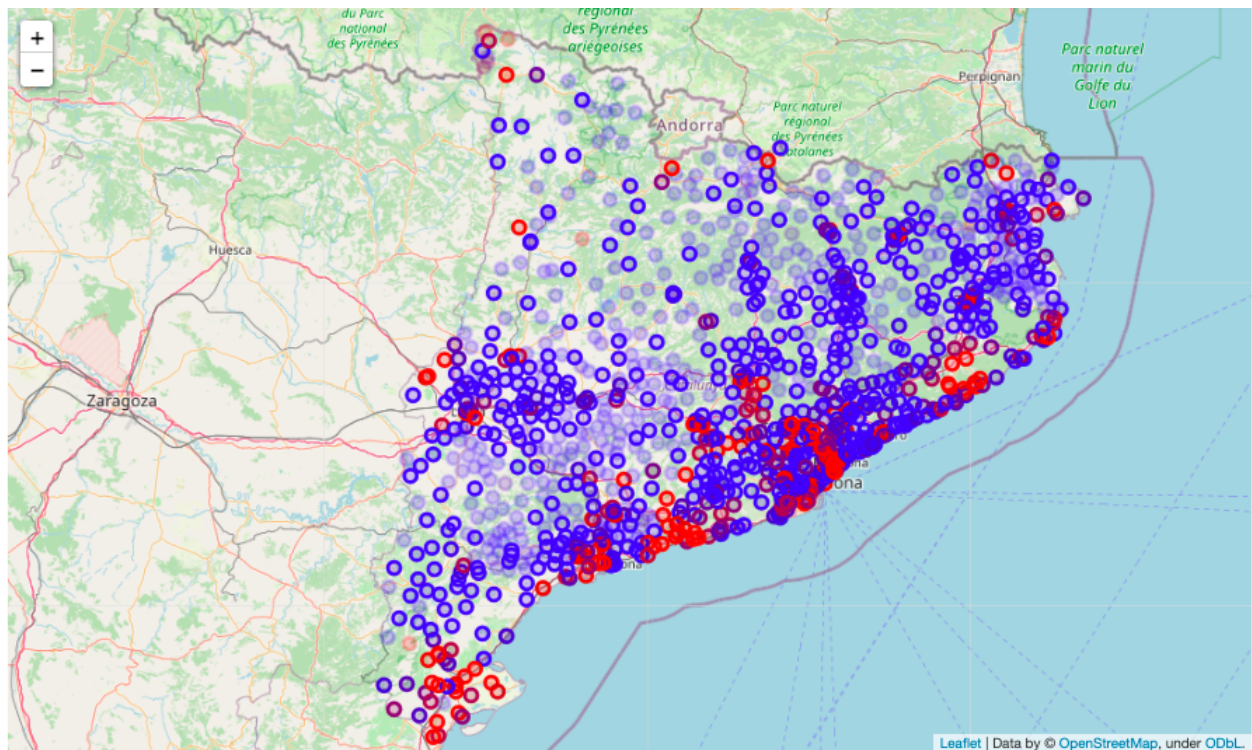 +
−
du Parc
national
des Pyrénées
régional
des Pyrénées
ariégeoises
Parc naturel
marin du
Golfe du
Lion
Perpignan
Parc naturel
régional
des Pyrénées
Catalanes
Andorra
Huesca
Zaragoza
Leaflet | Data by © OpenStreetMap, under ODbL.